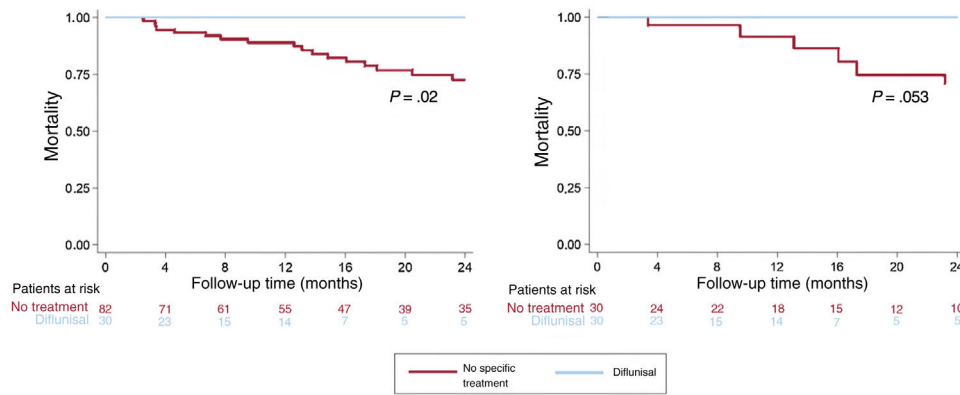 1.00
0.75
0.50
0.25
0.00
Mortality
P = .02
0 4 8 12 16 20 24
Follow-up time (months)
Patients at risk
No treatment 82 71 61 55 47 39 35
Diflunisal 30 23 15 14 7 5 5
1.00
0.75
0.50
0,25
0.00
Mortality
P = .053
0 4 8 12 16 20 24
Follow-up time (months)
Patients at risk
No treatment 30 24 22 18 15 12 10
Diflunisal 30 23 15 14 7 5 5
No specific
treatment
Diflunisal